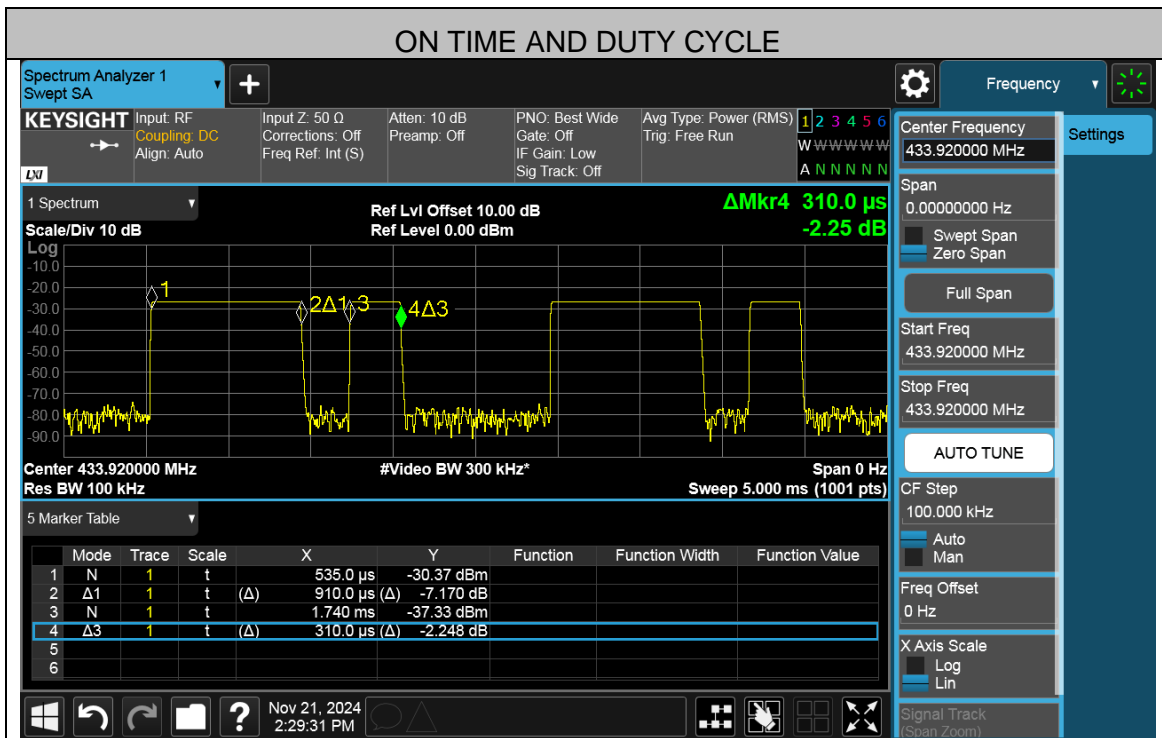 ON TIME AND DUTY CYCLE
Spectrum Analyzer 1
Swept SA
+
Frequency
KEYSIGHT
LXI
Input: RF
Coupling: DC
Align: Auto
Input Z: 50 Ω
Corrections: Off
Freq Ref: Int (S)
Atten: 10 dB
Preamp: Off
PNO: Best Wide
Gate: Off
IF Gain: Low
Sig Track: Off
Avg Type: Power (RMS)
Trig: Free Run
1 2 3 4 5 6
W W W W W W
A N N N N N
1 Spectrum
Scale/Div 10 dB
Ref Lvl Offset 10.00 dB
Ref Level 0.00 dBm
ΔMkr4 310.0 µs
-2.25 dB
Log
-10.0
-20.0
-30.0
-40.0
-50.0
-60.0
-70.0
-80.0
-90.0
1
2Δ1
3
4Δ3
Center 433.920000 MHz
#Video BW 300 kHz*
Span 0 Hz
Res BW 100 kHz
Sweep 5.000 ms (1001 pts)
5 Marker Table
Mode Trace Scale X Y Function Function Width Function Value
1 N 1 t 535.0 µs -30.37 dBm
2 Δ1 1 t (Δ) 910.0 µs (Δ) -7.170 dB
3 N 1 t 1.740 ms -37.33 dBm
4 Δ3 1 t (Δ) 310.0 µs (Δ) -2.248 dB
5
6
?
Nov 21, 2024
2:29:31 PM
Center Frequency
433.920000 MHz
Span
0.00000000 Hz
Swept Span
Zero Span
Full Span
Start Freq
433.920000 MHz
Stop Freq
433.920000 MHz
AUTO TUNE
CF Step
100.000 kHz
Auto
Man
Freq Offset
0 Hz
X Axis Scale
Log
Lin
Signal Track
(Span Zoom)
Settings